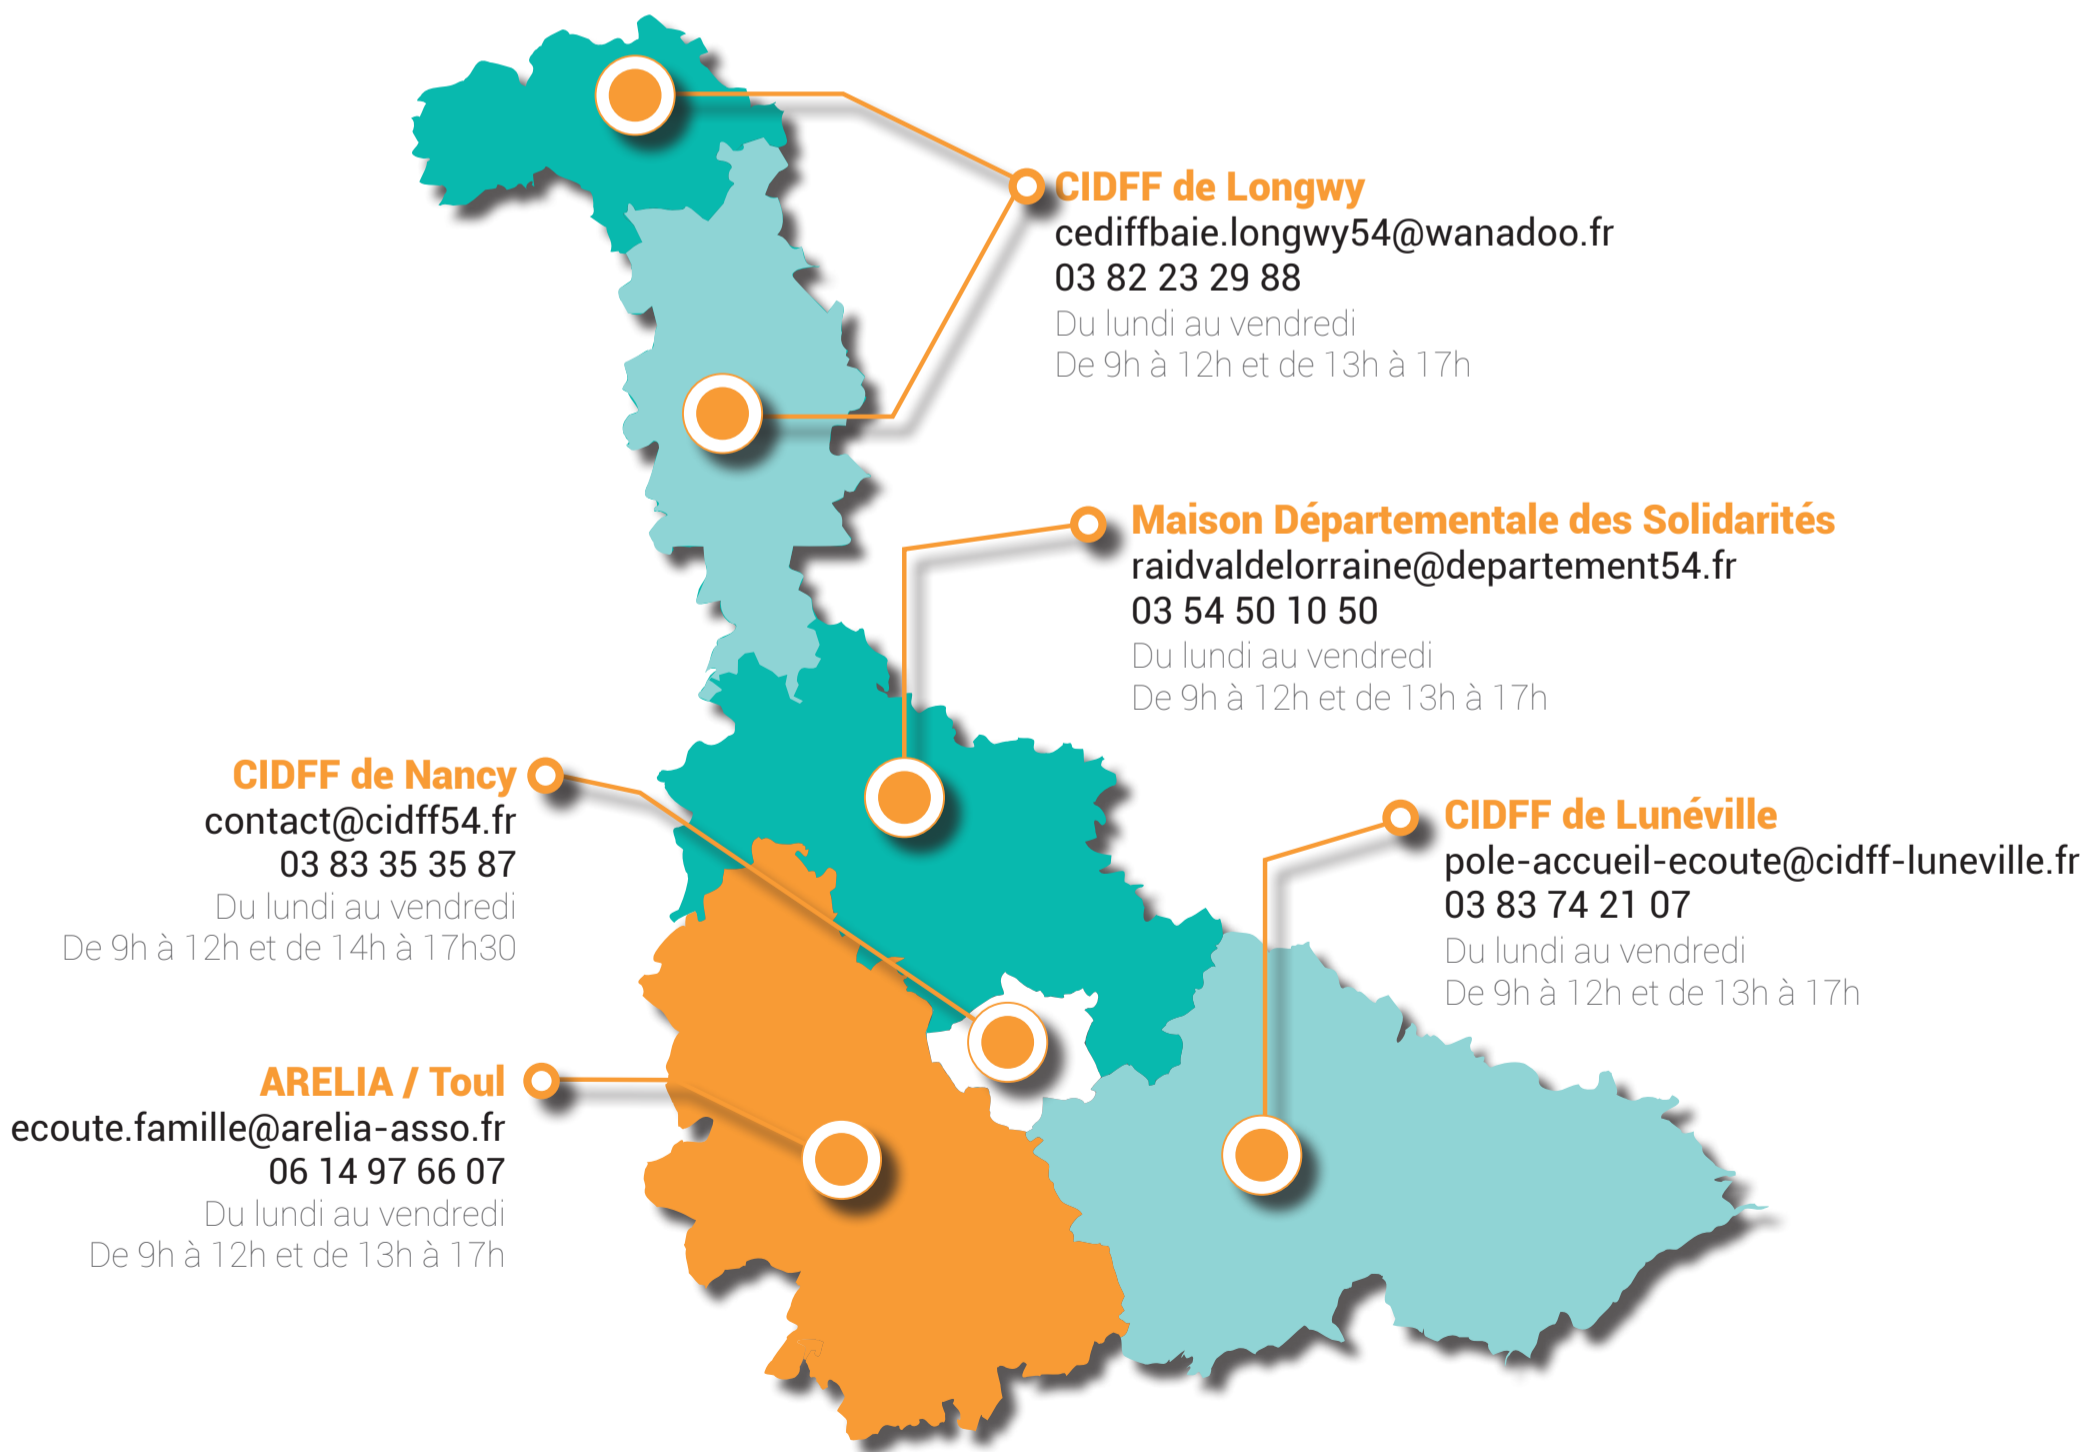 CIDFF de Longwy
cediffbaie.longwy54@wanadoo.fr
03 82 23 29 88
Du lundi au vendredi
De 9h à 12h et de 13h à 17h
Maison Départementale des Solidarités
raidvaldelorraine@departement54.fr
03 54 50 10 50
Du lundi au vendredi
De 9h à 12h et de 13h à 17h
CIDFF de Nancy
contact@cidff54.fr
03 83 35 35 87
Du lundi au vendredi
De 9h à 12h et de 14h à 17h30
CIDFF de Lunéville
pole-accueil-ecoute@cidff-luneville.fr
03 83 74 21 07
Du lundi au vendredi
De 9h à 12h et de 13h à 17h
ARELIA / Toul
ecoute.famille@arelia-asso.fr
06 14 97 66 07
Du lundi au vendredi
De 9h à 12h et de 13h à 17h